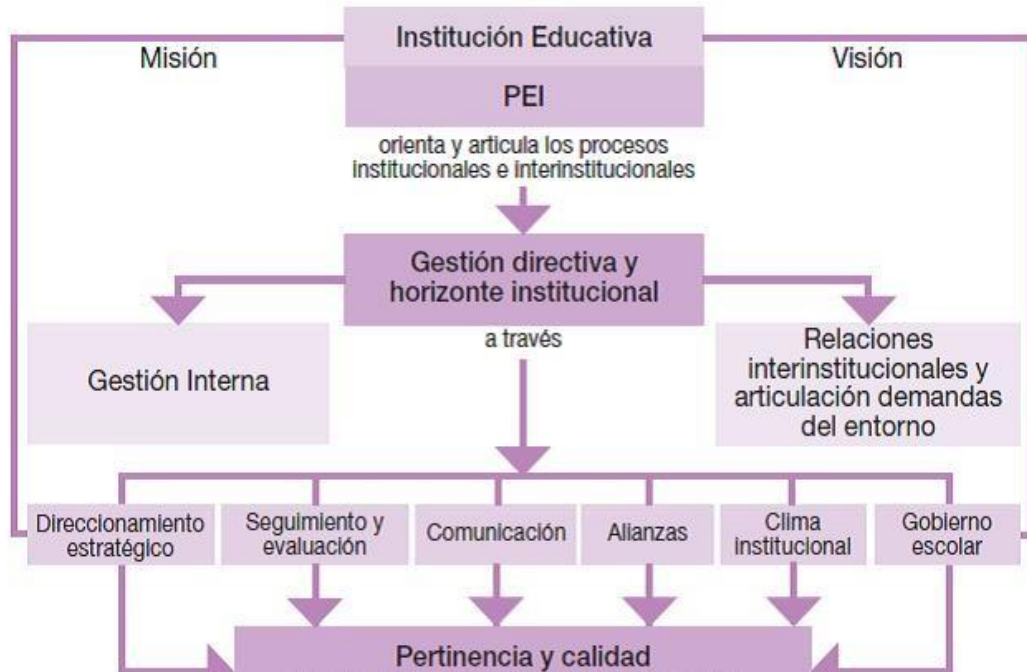 Institución Educativa
Misión
Visión
PEI
orienta y articula los procesos
institucionales e interinstitucionales
Gestión directiva y
horizonte institucional
a través
Gestión Interna
Relaciones
interinstitucionales y
articulación demandas
del entorno
Direccionamiento
estratégico
Seguimiento y
evaluación
Comunicación
Alianzas
Clima
institucional
Gobierno
escolar
Pertinencia y calidad